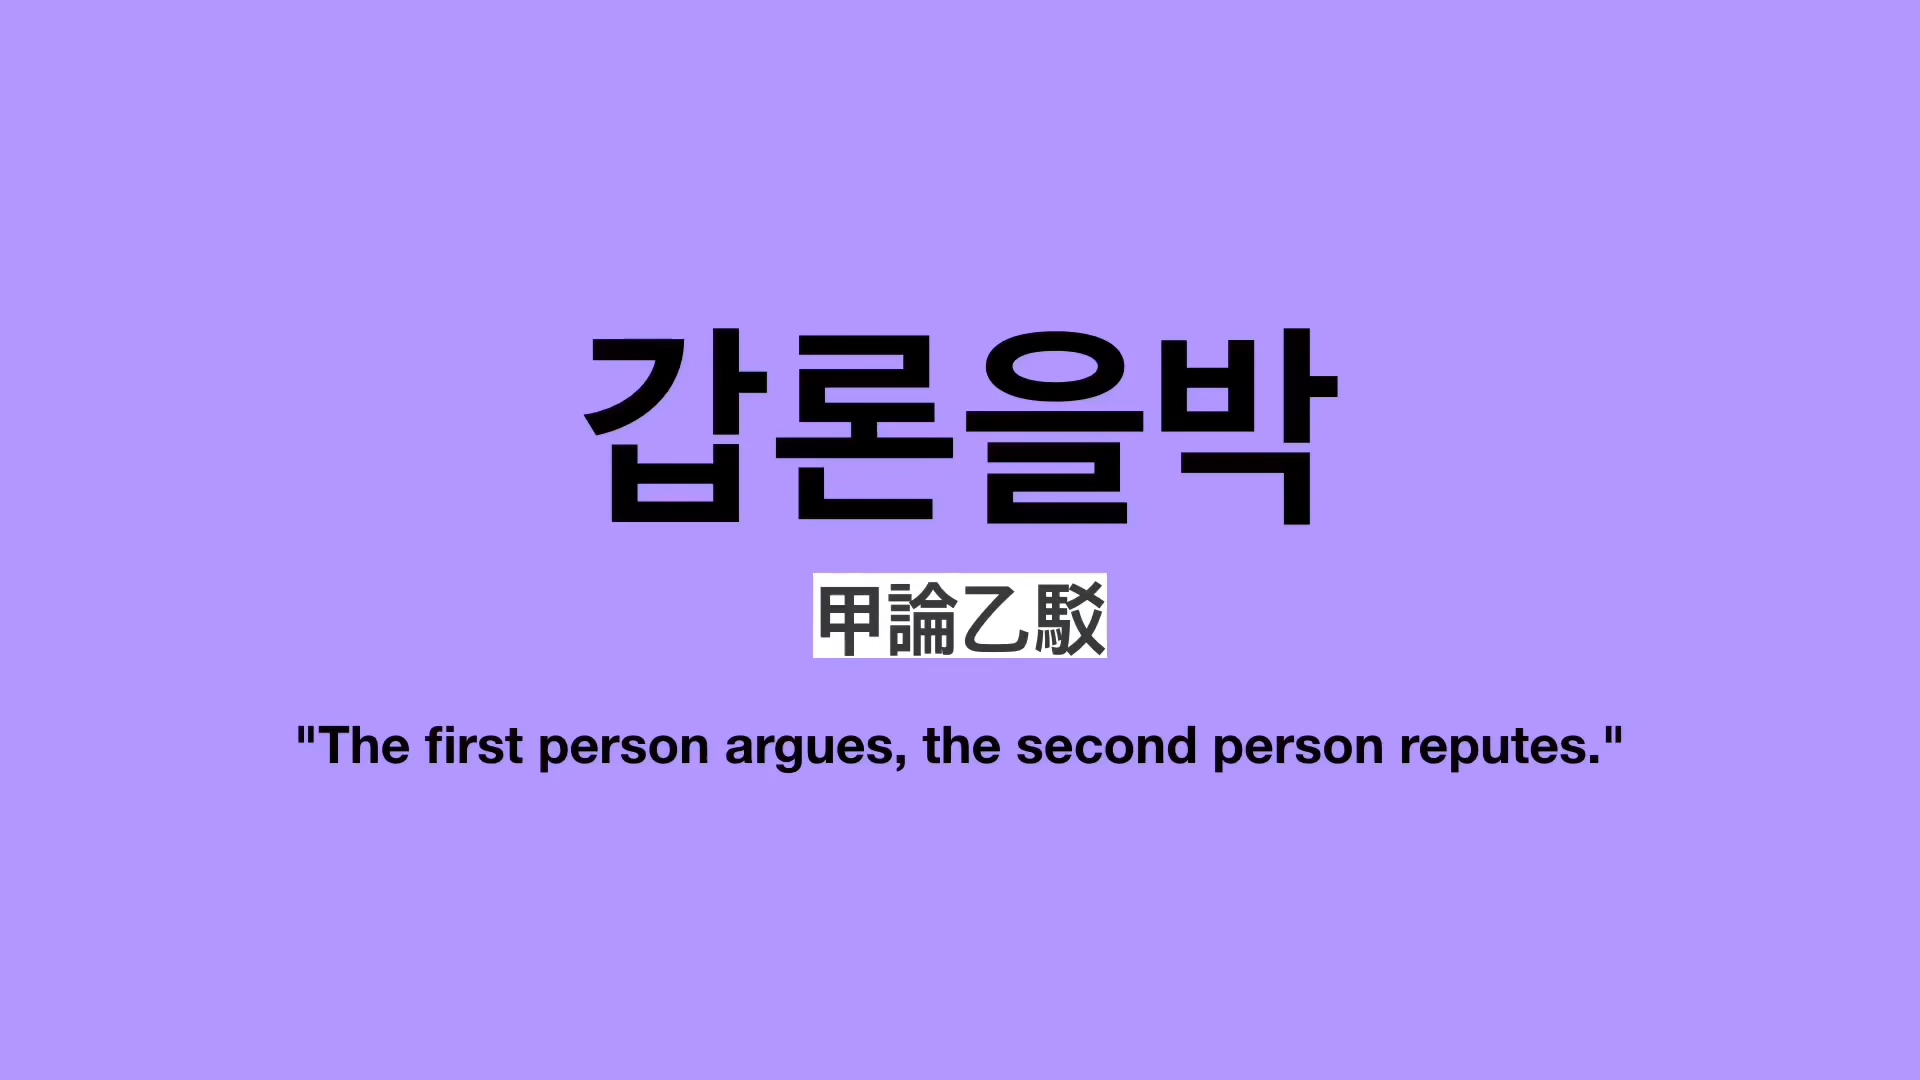 갑론을박
甲論乙駁
"The first person argues, the second person reputes."